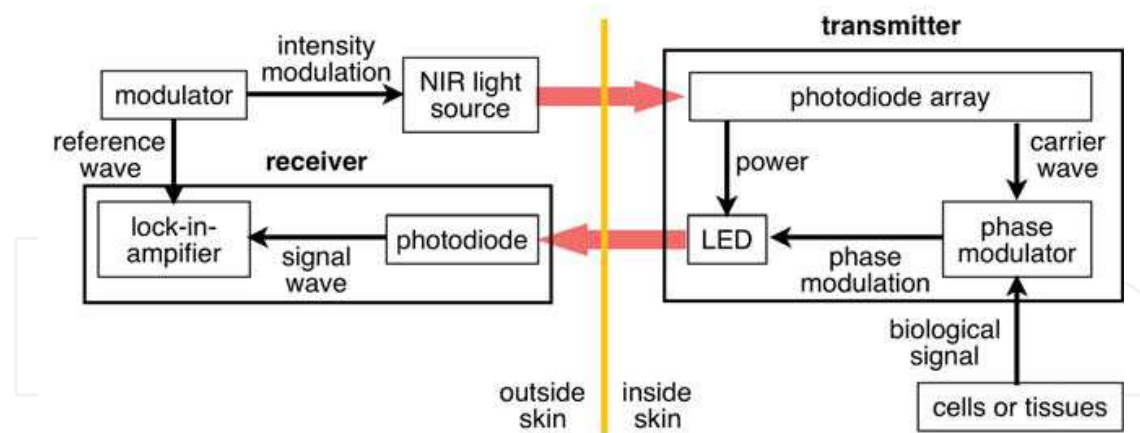 transmitter
intensity
modulation
modulator
NIR light
source
photodiode array
reference
wave
receiver
power
carrier
wave
lock-in-
ampifier
signal
wave
photodiode
LED
phase
modulation
phase
modulator
biological
signal
outside
skin
inside
skin
cells or tissues